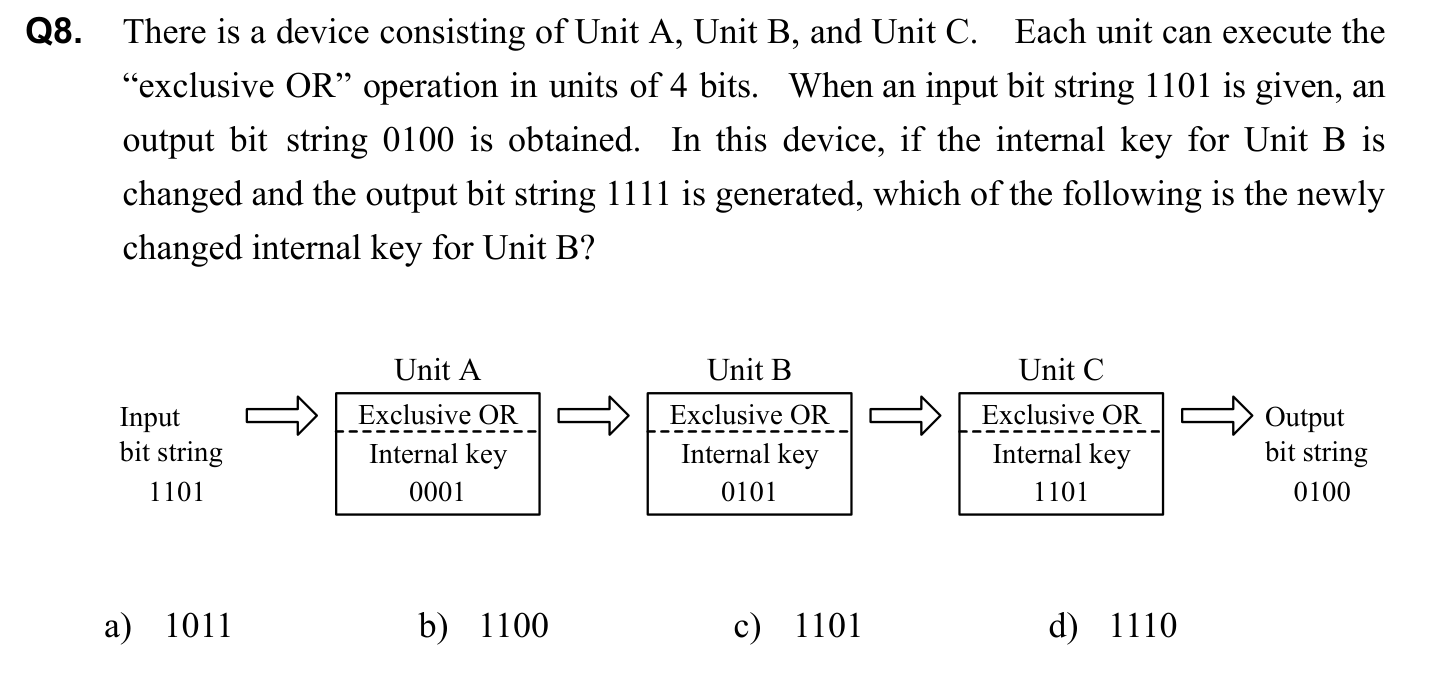 Q8. There is a device consisting of Unit A, Unit B, and Unit C. Each unit can execute the
“exclusive OR” operation in units of 4 bits. When an input bit string 1101 is given, an
output bit string 0100 is obtained. In this device, if the internal key for Unit B is
changed and the output bit string 1111 is generated, which of the following is the newly
changed internal key for Unit B?
Unit A Unit B Unit C
Input Exclusive OR Exclusive OR Exclusive OR Output
bit string Internal key Internal key Internal key bit string
1101 0001 0101 1101 0100
a) 1011 b) 1100 c) 1101 d) 1110